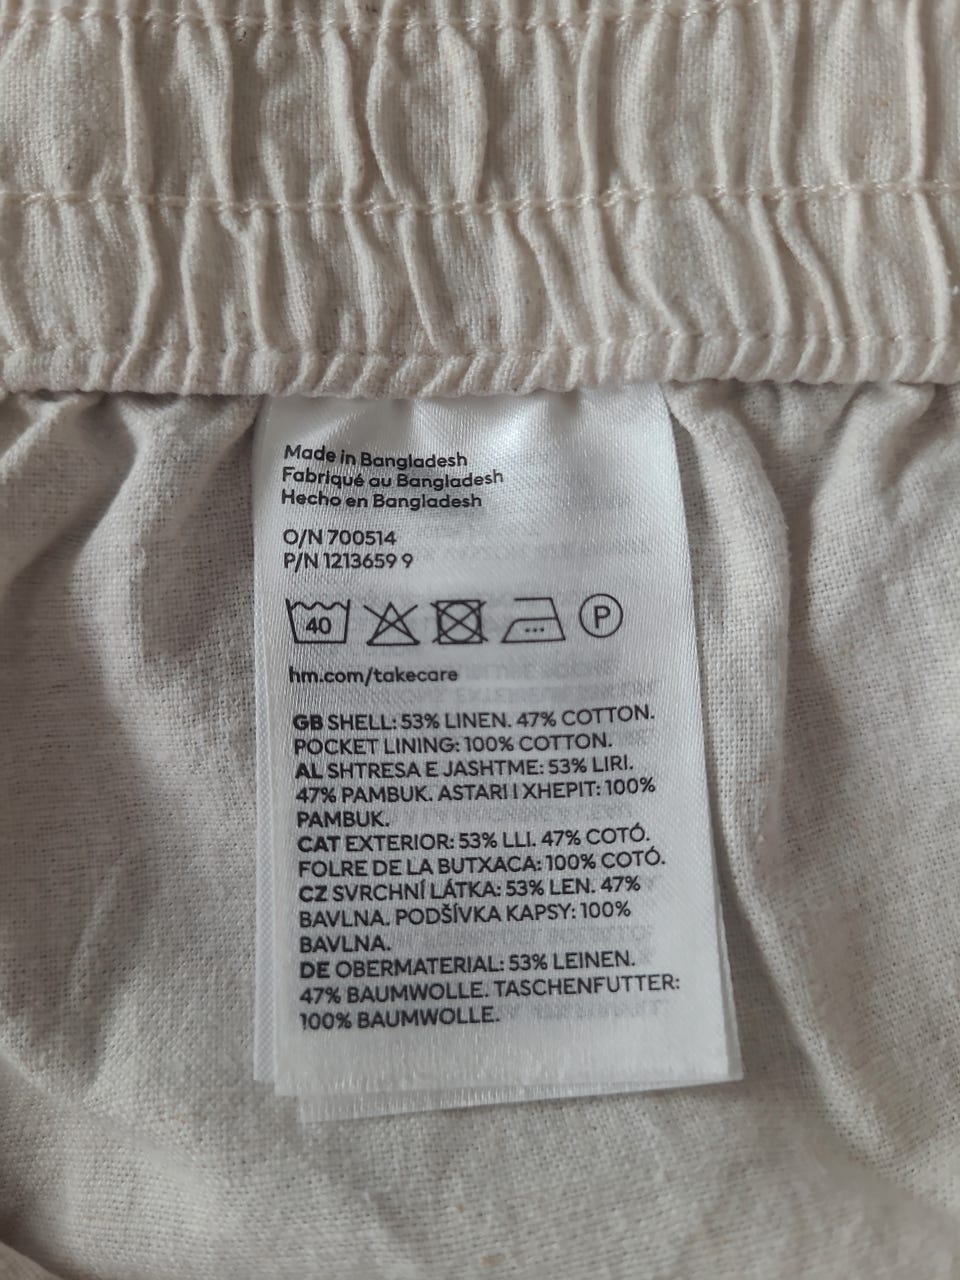 Made in Bangladesh
Fabriqué au Bangladesh
Hecho en Bangladesh
O/N 700514
P/N 1213659 9
40 P
hm.com/takecare
GB SHELL: 53% LINEN. 47% COTTON.
POCKET LINING: 100% COTTON.
AL SHTRESA E JASHTME: 53% LIRI.
47% PAMBUK. ASTARI I XHEPIT: 100%
PAMBUK.
CAT EXTERIOR: 53% LLI. 47% COTÓ.
FOLRE DE LA BUTXACA: 100% COTÓ.
CZ SVRCHNÍ LÁTKA: 53% LEN. 47%
BAVLNA. PODŠÍVKA KAPSY: 100%
BAVLNA.
DE OBERMATERIAL: 53% LEINEN.
47% BAUMWOLLE. TASCHENFUTTER:
100% BAUMWOLLE.